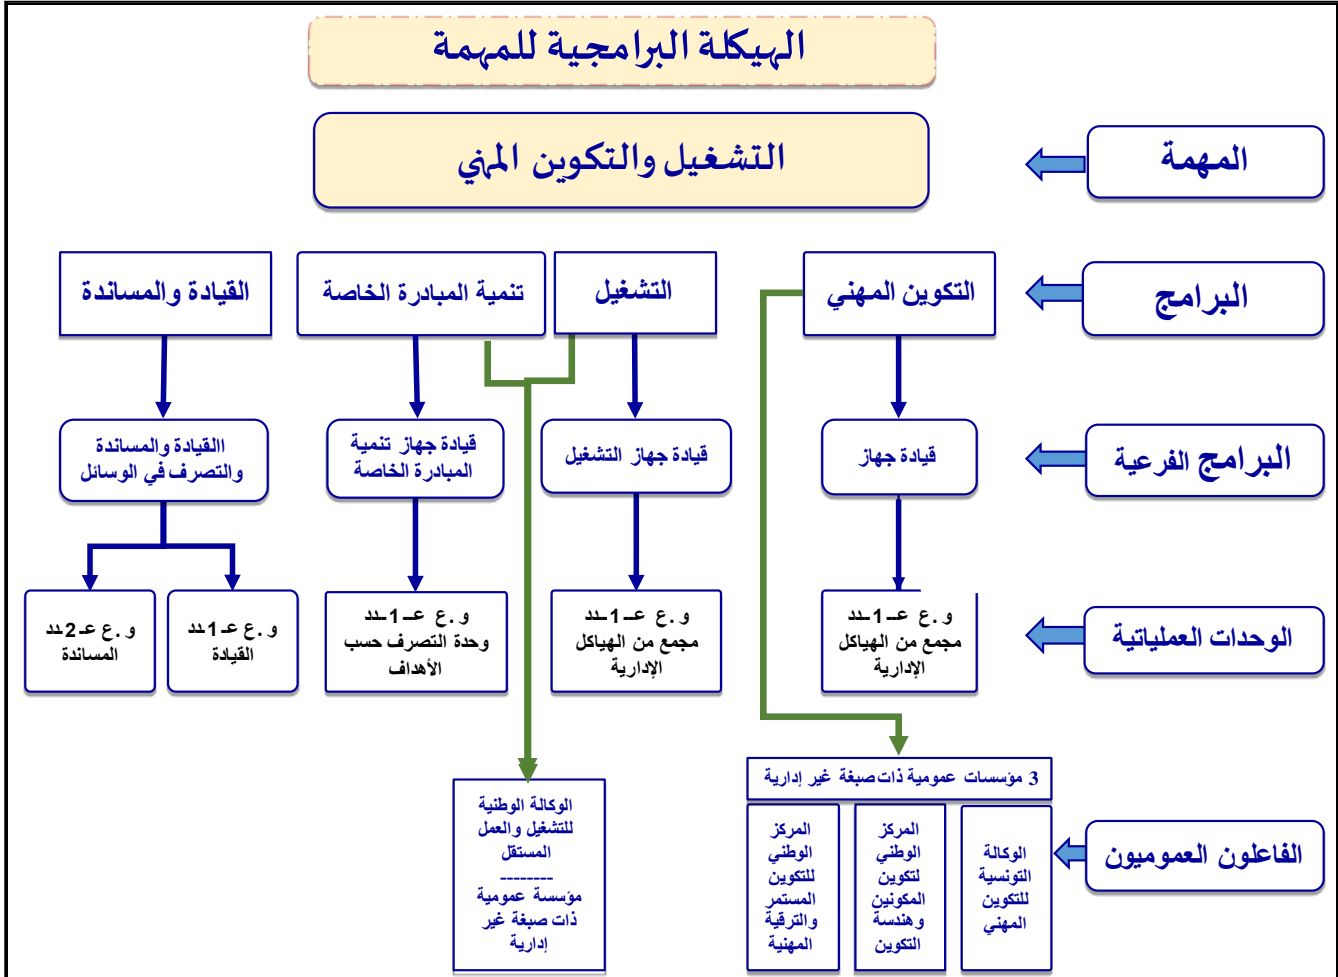 الهيكلة البرامجية للمهمة
المهمة
التشغيل والتكوين المهني
البرامج
التكوين المهني
التشغيل
تنمية المبادرة الخاصة
القيادة والمساندة
البرامج الفرعية
قيادة جهاز
قيادة جهاز التشغيل
قيادة جهاز تنمية
المبادرة الخاصة
االقيادة والمساندة
والتصرف في الوسائل
الوحدات العملياتية
و.ع عــ1ــدد
مجمع من الهياكل
الإدارية
و.ع عــ1ــدد
مجمع من الهياكل
الإدارية
و.ع عــ1ــدد
وحدة التصرف حسب
الأهداف
و.ع عـ1ـدد
القيادة
و.ع عـ2ـدد
المساندة
الفاعلون العموميون
3 مؤسسات عمومية ذات صبغة غير إدارية
الوكالة
التونسية
للتكوين
المهني
المركز
الوطني
لتكوين
المكونين
وهندسة
التكوين
المركز
الوطني
للتكوين
المستمر
والترقية
المهنية
الوكالة الوطنية
للتشغيل والعمل
المستقل
--------
مؤسسة عمومية
ذات صبغة غير
إدارية